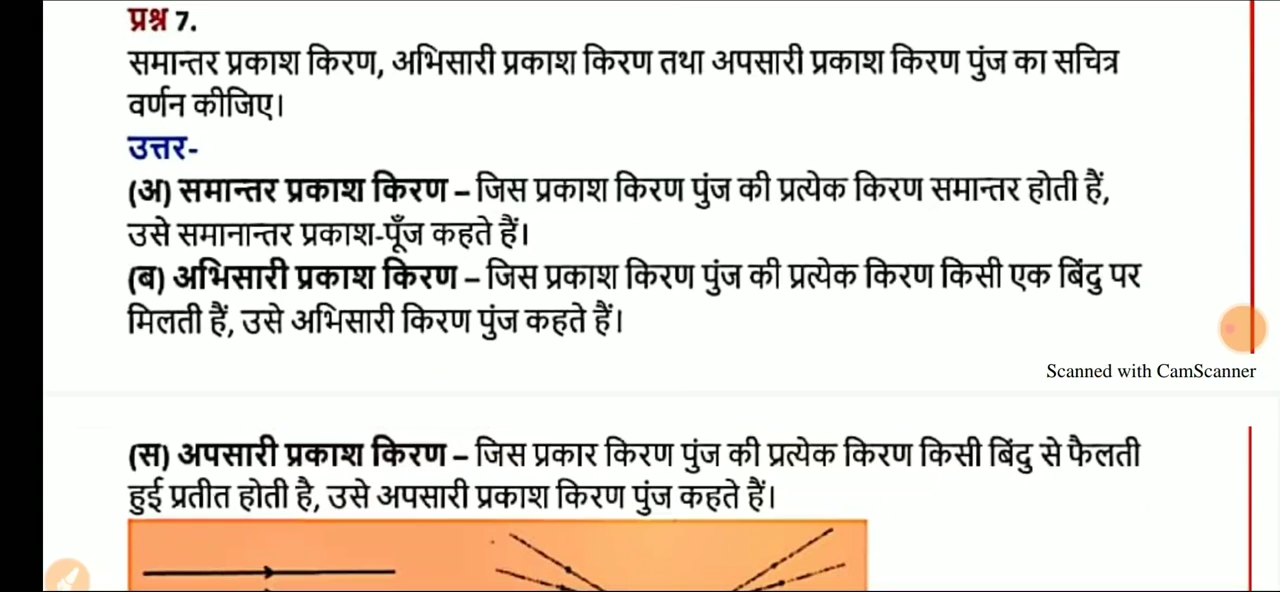 प्रश्न 7.
समान्तर प्रकाश किरण, अभिसारी प्रकाश किरण तथा अपसारी प्रकाश किरण पुंज का सचित्र
वर्णन कीजिए।
उत्तर-
(अ) समान्तर प्रकाश किरण – जिस प्रकाश किरण पुंज की प्रत्येक किरण समान्तर होती हैं,
उसे समानान्तर प्रकाश-पूँज कहते हैं।
(ब) अभिसारी प्रकाश किरण – जिस प्रकाश किरण पुंज की प्रत्येक किरण किसी एक बिंदु पर
मिलती हैं, उसे अभिसारी किरण पुंज कहते हैं।
Scanned with CamScanner
(स) अपसारी प्रकाश किरण – जिस प्रकार किरण पुंज की प्रत्येक किरण किसी बिंदु से फैलती
हुई प्रतीत होती है, उसे अपसारी प्रकाश किरण पुंज कहते हैं।